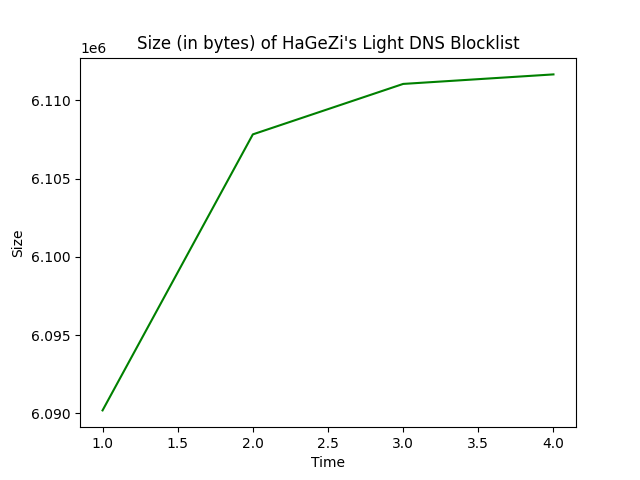 Size (in bytes) of HaGeZi's Light DNS Blocklist
1e6
6.110
6.105
6.100
6.095
6.090
Size
1.0 1.5 2.0 2.5 3.0 3.5 4.0
Time